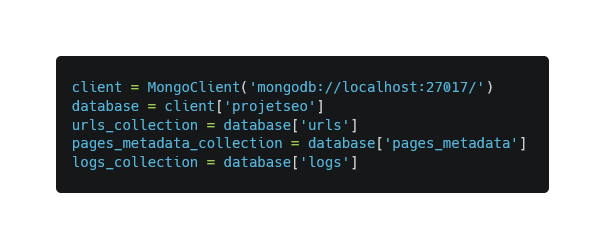 client = MongoClient('mongodb://localhost:27017/')
database = client['projetseo']
urls_collection = database['urls']
pages_metadata_collection = database['pages_metadata']
logs_collection = database['logs']